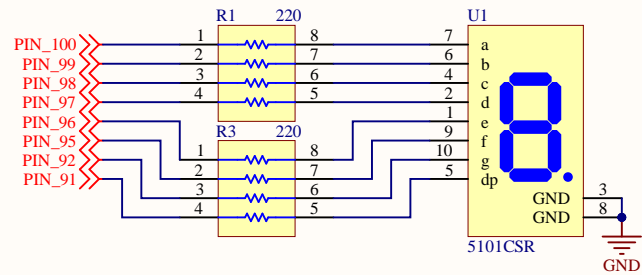 R1 220 U1
PIN_100 1 8 7 a
PIN_99 2 7 6 b
PIN_98 3 6 4 c
PIN_97 4 5 2 d
PIN_96 R3 220 1 e
PIN_95 9 f
PIN_92 1 8 10 g
PIN_91 2 7 5 dp
3 6 GND 3
4 5 GND 8
5101CSR
GND